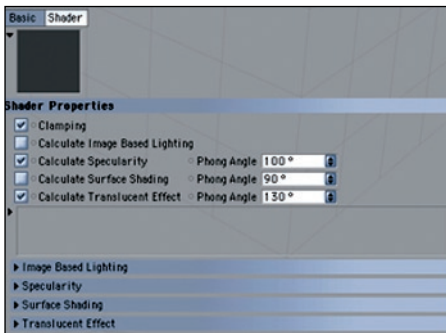 Basic Shader
Shader Properties
Clamping
Calculate Image Based Lighting
Calculate Specularity Phong Angle 100 °
Calculate Surface Shading Phong Angle 90 °
Calculate Translucent Effect Phong Angle 130 °
Image Based Lighting
Specularity
Surface Shading
Translucent Effect